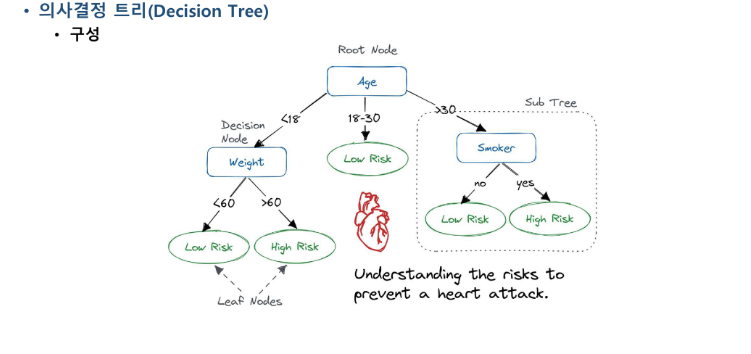 • 의사결정 트리(Decision Tree)
• 구성
Root Node
Age
<18
18-30
>30
Sub Tree
Decision
Node
Weight
Low Risk
Smoker
<60
>60
no
yes
Low Risk
High Risk
Low Risk
High Risk
Leaf Nodes
Understanding the risks to
prevent a heart attack.